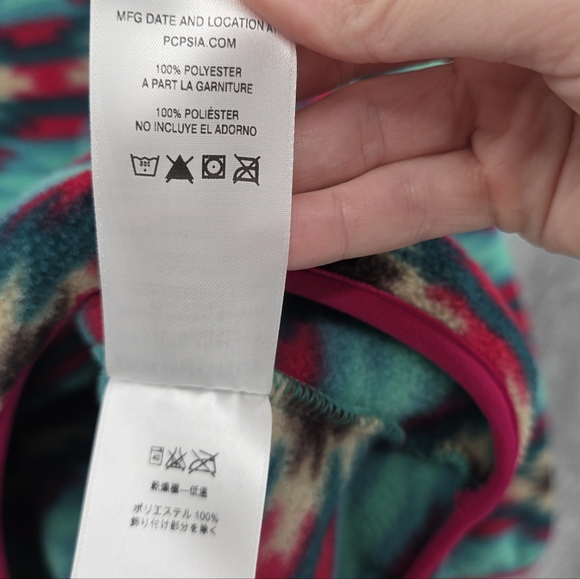 MFG DATE AND LOCATION A
PCPSIA.COM
100% POLYESTER
A PART LA GARNITURE
100% POLIÉSTER
NO INCLUYE EL ADORNO
40
乾燥機―低温
ポリエステル 100%
飾り付け部分を除く